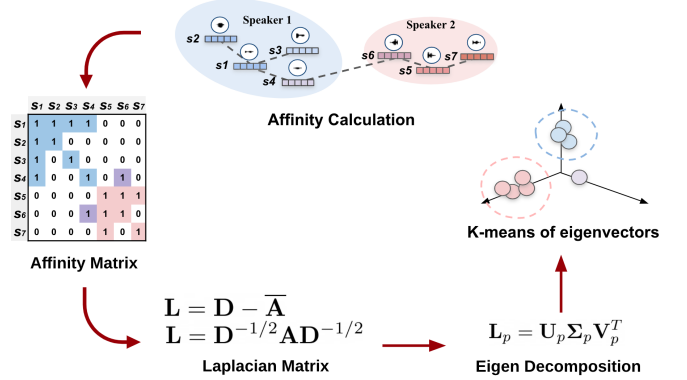 Speaker 1
Speaker 2
s2
s3
s1
s4
s6
s7
s5
Affinity Calculation
S1 S2 S3 S4 S5 S6 S7
S1 1 1 1 1 0 0 0
S2 1 1 0 0 0 0 0
S3 1 0 1 0 0 0 0
S4 1 0 0 1 0 1 0
S5 0 0 0 0 1 1 1
S6 0 0 0 1 1 1 0
S7 0 0 0 0 1 0 1
Affinity Matrix
K-means of eigenvectors
L = D − A̅
L = D^{-1/2}AD^{-1/2}
Laplacian Matrix
L_p = U_pΣ_pV_p^T
Eigen Decomposition